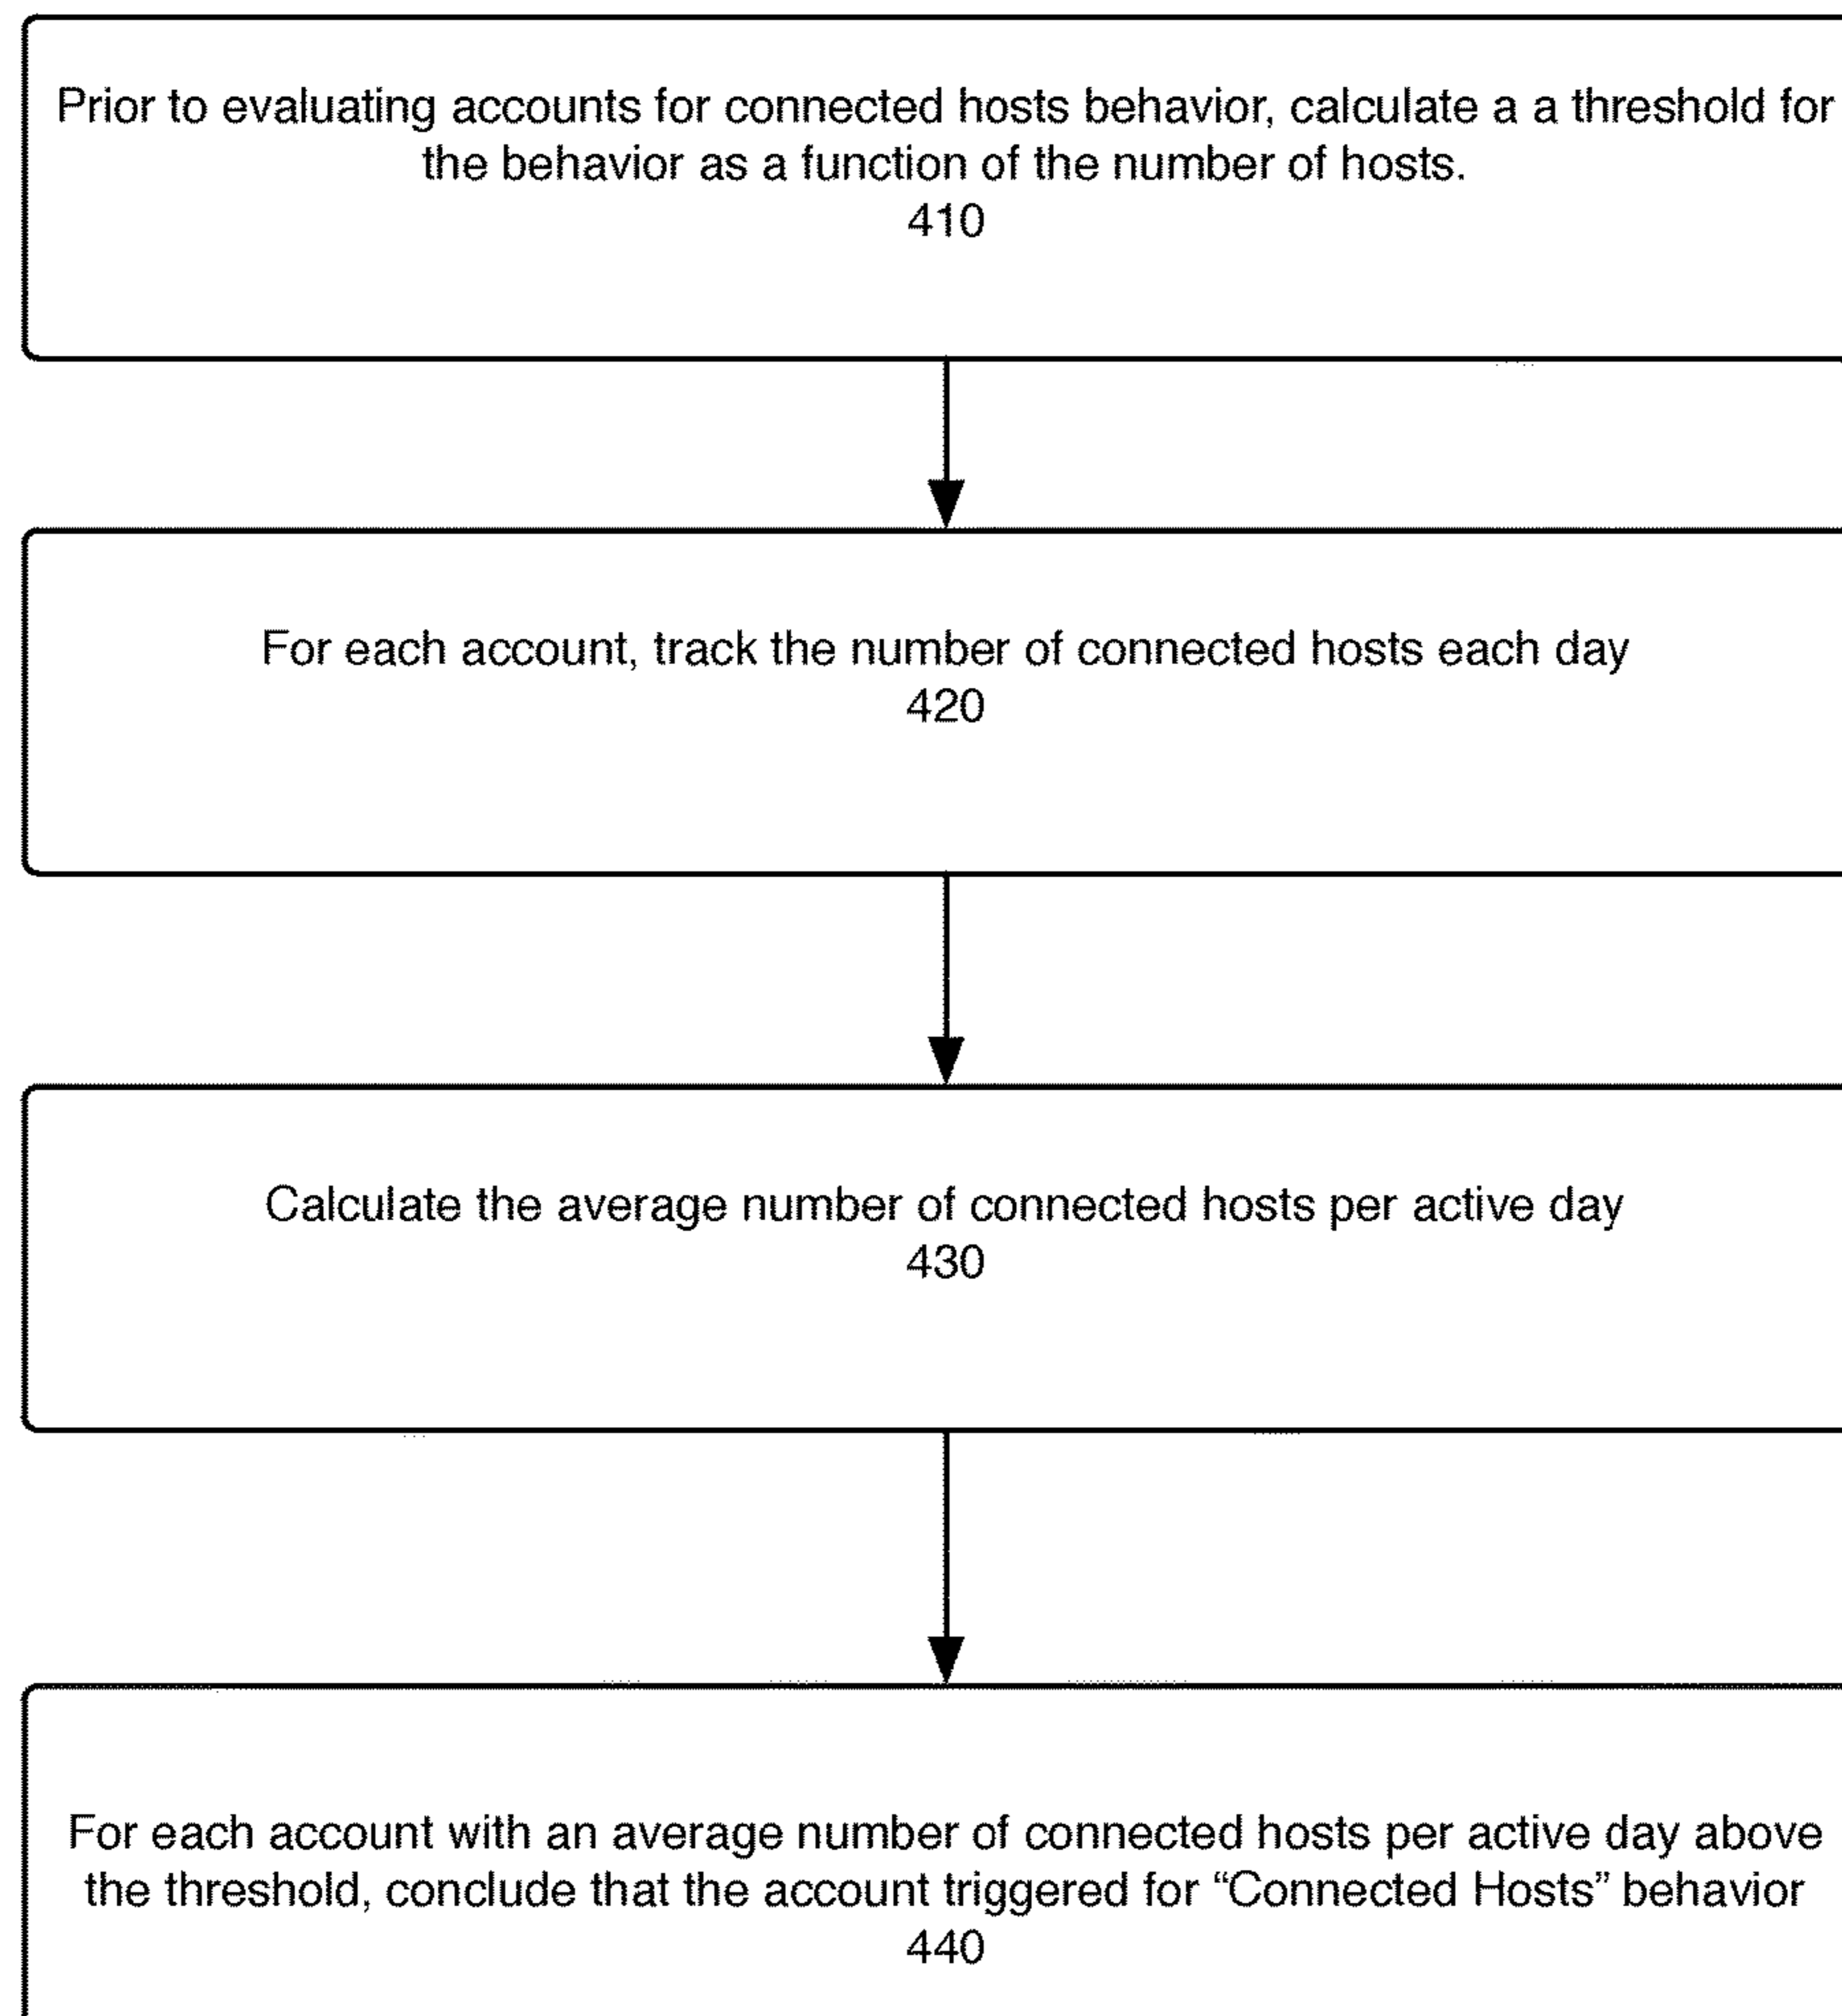 Prior to evaluating accounts for connected hosts behavior, calculate a a threshold for
the behavior as a function of the number of hosts.
410
For each account, track the number of connected hosts each day
420
Calculate the average number of connected hosts per active day
430
For each account with an average number of connected hosts per active day above
the threshold, conclude that the account triggered for “Connected Hosts” behavior
440